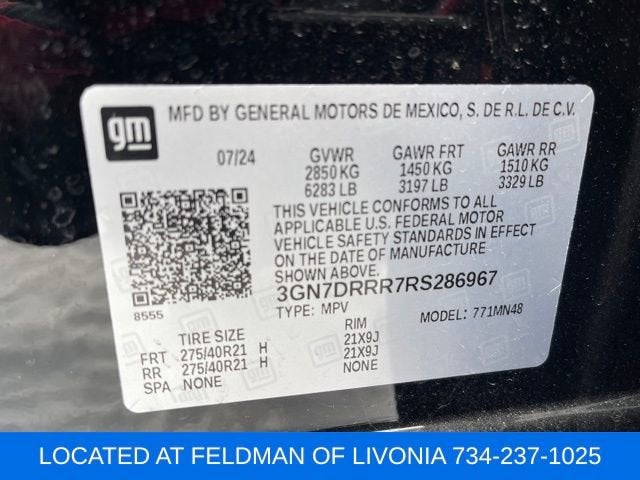 gm
MFD BY GENERAL MOTORS DE MEXICO, S. DE R.L. DE C.V.
07/24 GVWR GAWR FRT GAWR RR
2850 KG 1450 KG 1510 KG
6283 LB 3197 LB 3329 LB
THIS VEHICLE CONFORMS TO ALL
APPLICABLE U.S. FEDERAL MOTOR
VEHICLE SAFETY STANDARDS IN EFFECT
ON THE DATE OF MANUFACTURE
SHOWN ABOVE.
3GN7DRRR7RS286967
TYPE: MPV MODEL: 771MN48
8555
TIRE SIZE RIM
FRT 275/40R21 H 21X9J
RR 275/40R21 H 21X9J
SPA NONE NONE
LOCATED AT FELDMAN OF LIVONIA 734-237-1025